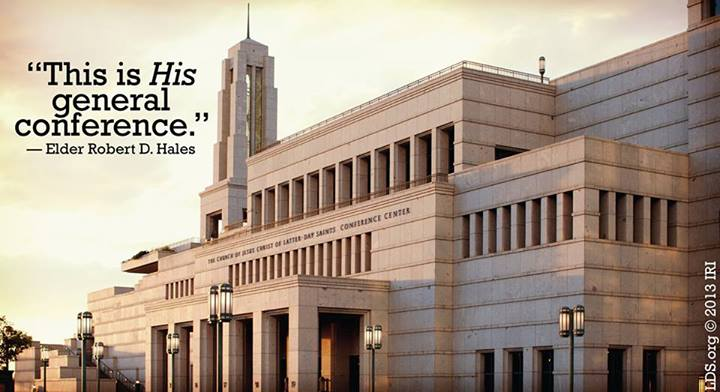 “This is His
general
conference.”
— Elder Robert D. Hales
THE CHURCH OF JESUS CHRIST OF LATTER-DAY SAINTS CONFERENCE CENTER
LDS.org © 2013 IRI